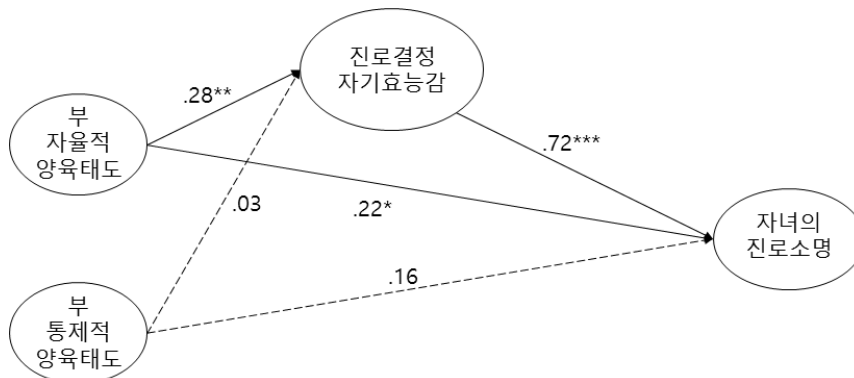 진로결정
자기효능감
.28**
부
자율적
양육태도
.72***
.03
.22*
자녀의
진로소명
.16
부
통제적
양육태도